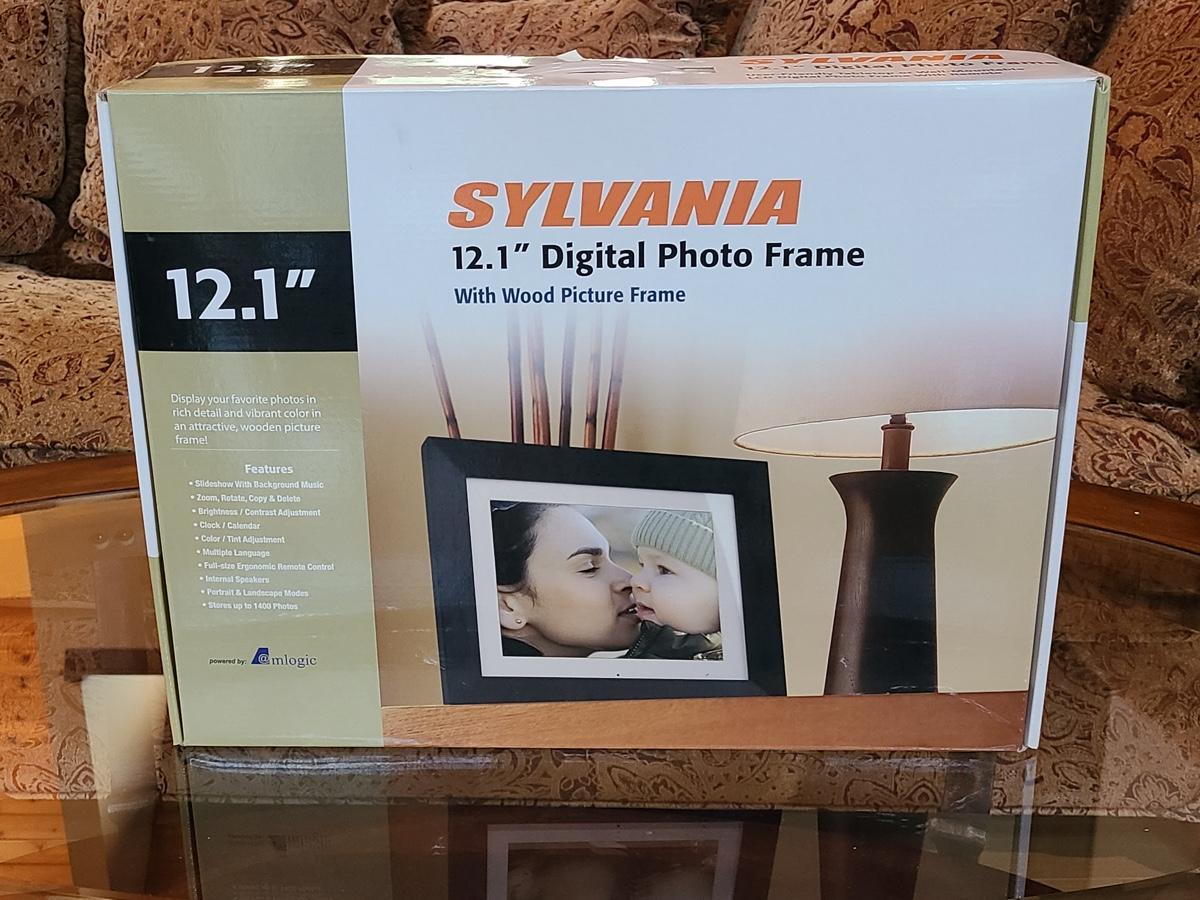 12.1"
SYLVANIA
SYLVANIA
12.1" Digital Photo Frame
With Wood Picture Frame
12.1"
Display your favorite photos in
rich detail and vibrant color in
an attractive, wooden picture
frame!
Features
• Slideshow With Background Music
• Zoom, Rotate, Copy & Delete
• Brightness / Contrast Adjustment
• Clock / Calendar
• Color / Tint Adjustment
• Multiple Language
• Full-size Ergonomic Remote Control
• Internal Speakers
• Portrait & Landscape Modes
• Stores up to 1400 Photos
powered by: @mlogic